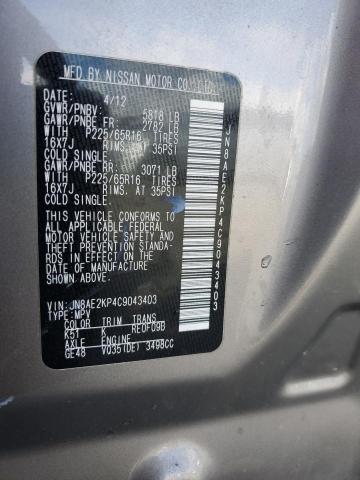 MFD BY NISSAN MOTOR CO., LTD.
DATE: 4/12
GVWR/PNBV: 5818 LB
GAWR/PNBE FR: 2782 LB
WITH P225/65R16 TIRES
16X7J RIMS, AT 35PSI
COLD SINGLE.
GAWR/PNBE RR: 3071 LB
WITH P225/65R16 TIRES
16X7J RIMS, AT 35PSI
COLD SINGLE.
THIS VEHICLE CONFORMS TO
ALL APPLICABLE FEDERAL
MOTOR VEHICLE SAFETY AND
THEFT PREVENTION STANDA-
RDS IN EFFECT ON THE
DATE OF MANUFACTURE
SHOWN ABOVE.
VIN: JN8AE2KP4C9043403
TYPE: MPV
COLOR TRIM TRANS
K51 K RE0F09B
AXLE ENGINE
GE48 VQ35(DE) 3498CC
JN8AE2KP4C9043403